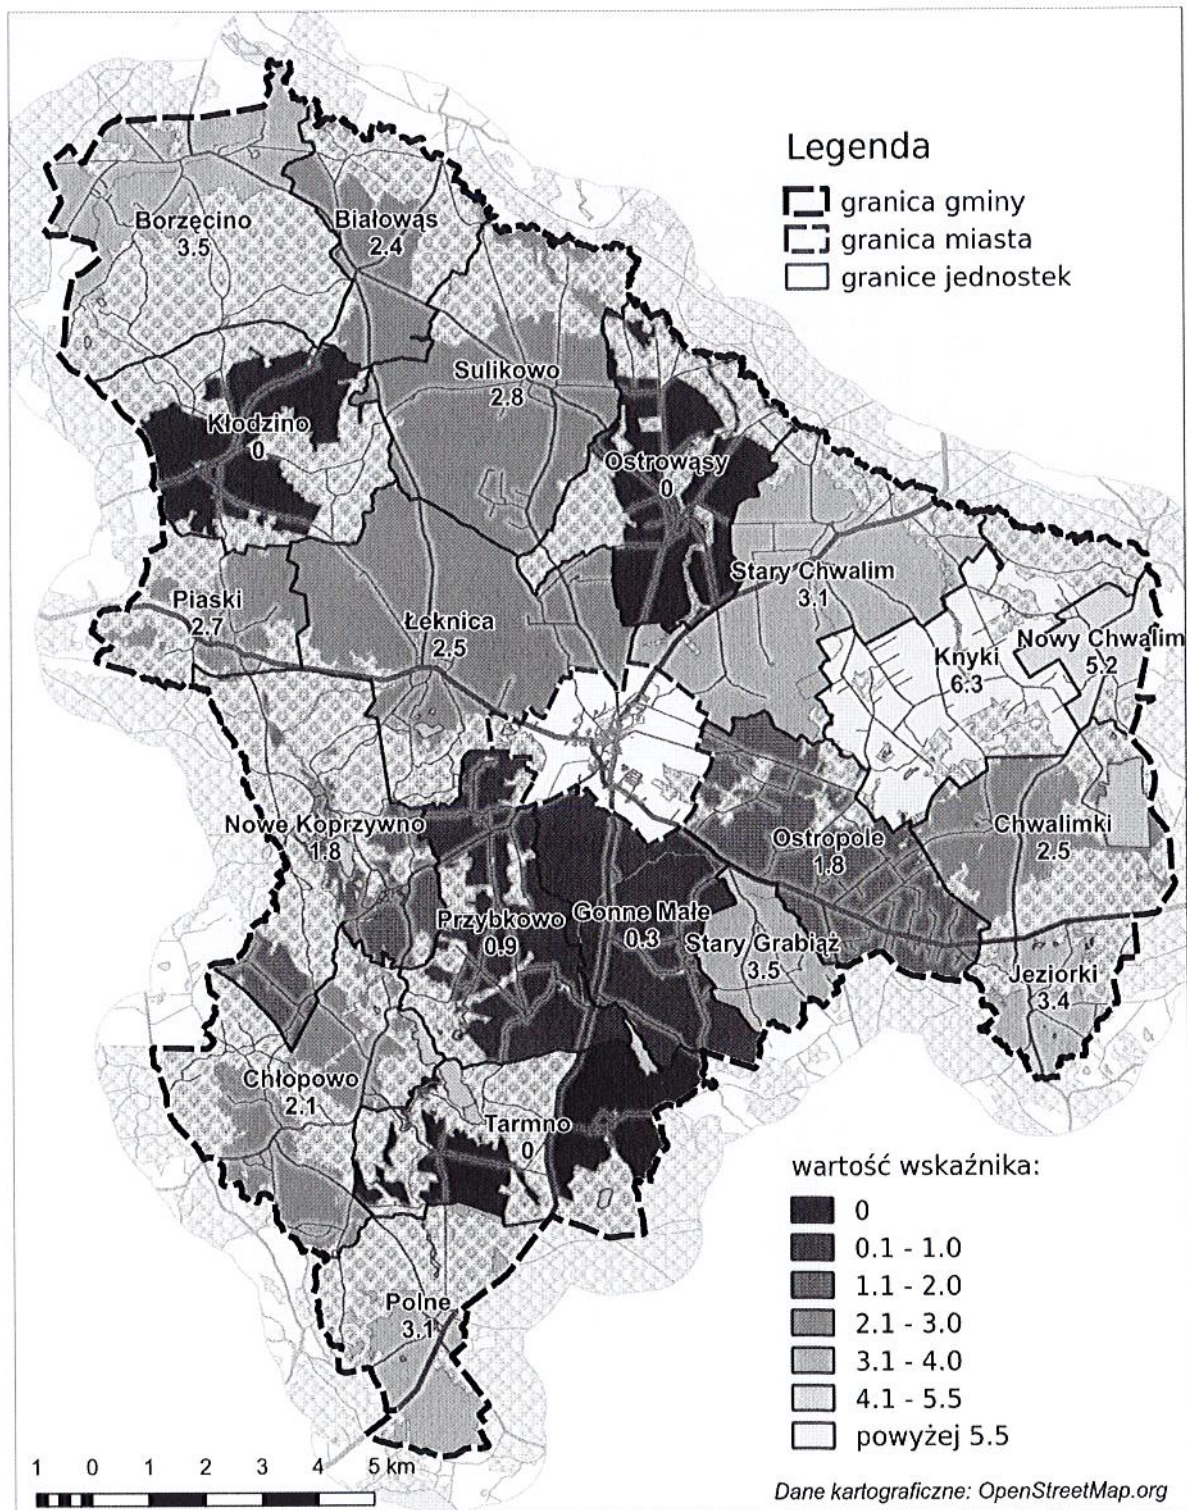 Legenda
granica gminy
granica miasta
granice jednostek
Borzęcino
3.5
Białowąs
2.4
Sulikowo
2.8
Kłodzino
0
Ostrowąsy
0
Stary Chwalim
3.1
Piaski
2.7
Łeknica
2.5
Knyki
6.3
Nowy Chwalim
5.2
Nowe Koprzywno
1.8
Ostropole
1.8
Chwalimki
2.5
Przybkowo
0.9
Gonne Małe
0.3
Stary Grabiąż
3.5
Jeziorki
3.4
Chłopowo
2.1
Tarmno
0
Polne
3.1
wartość wskaźnika:
0
0.1 - 1.0
1.1 - 2.0
2.1 - 3.0
3.1 - 4.0
4.1 - 5.5
powyżej 5.5
1 0 1 2 3 4 5 km
Dane kartograficzne: OpenStreetMap.org